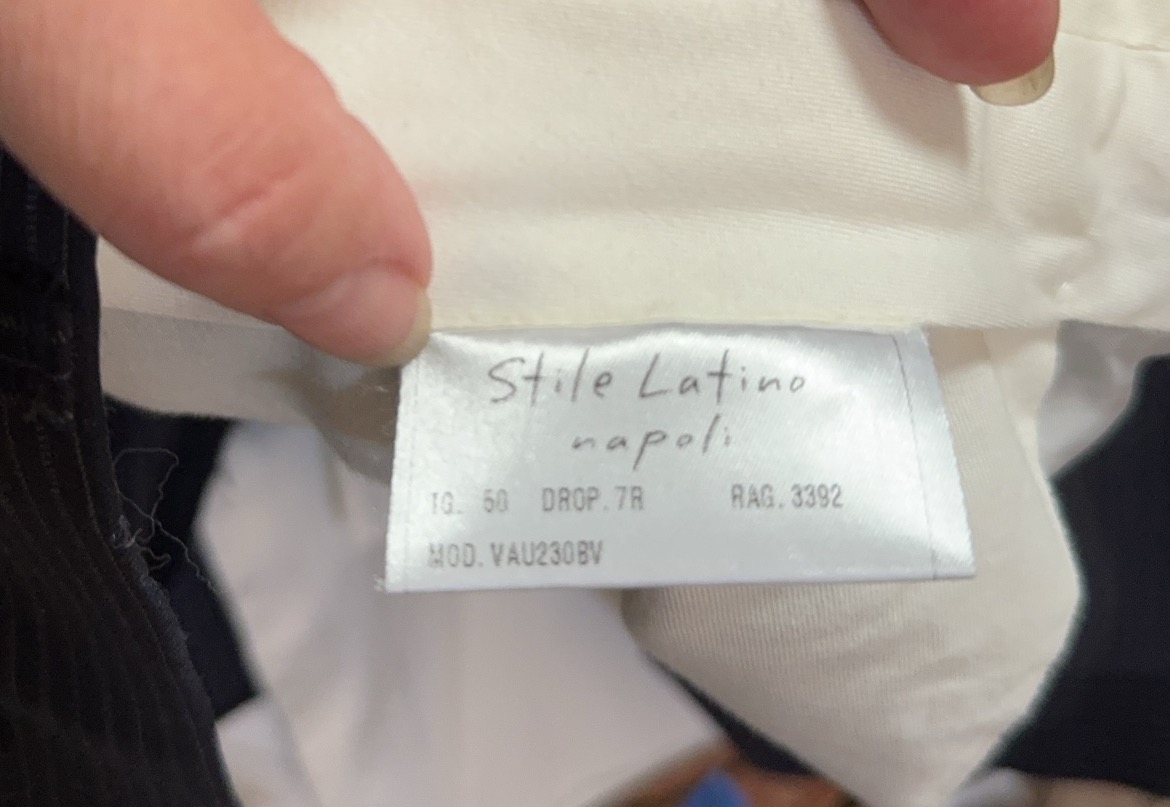 Stile Latino
napoli
TG. 50 DROP.7R RAG.3392
MOD.VAU230BV